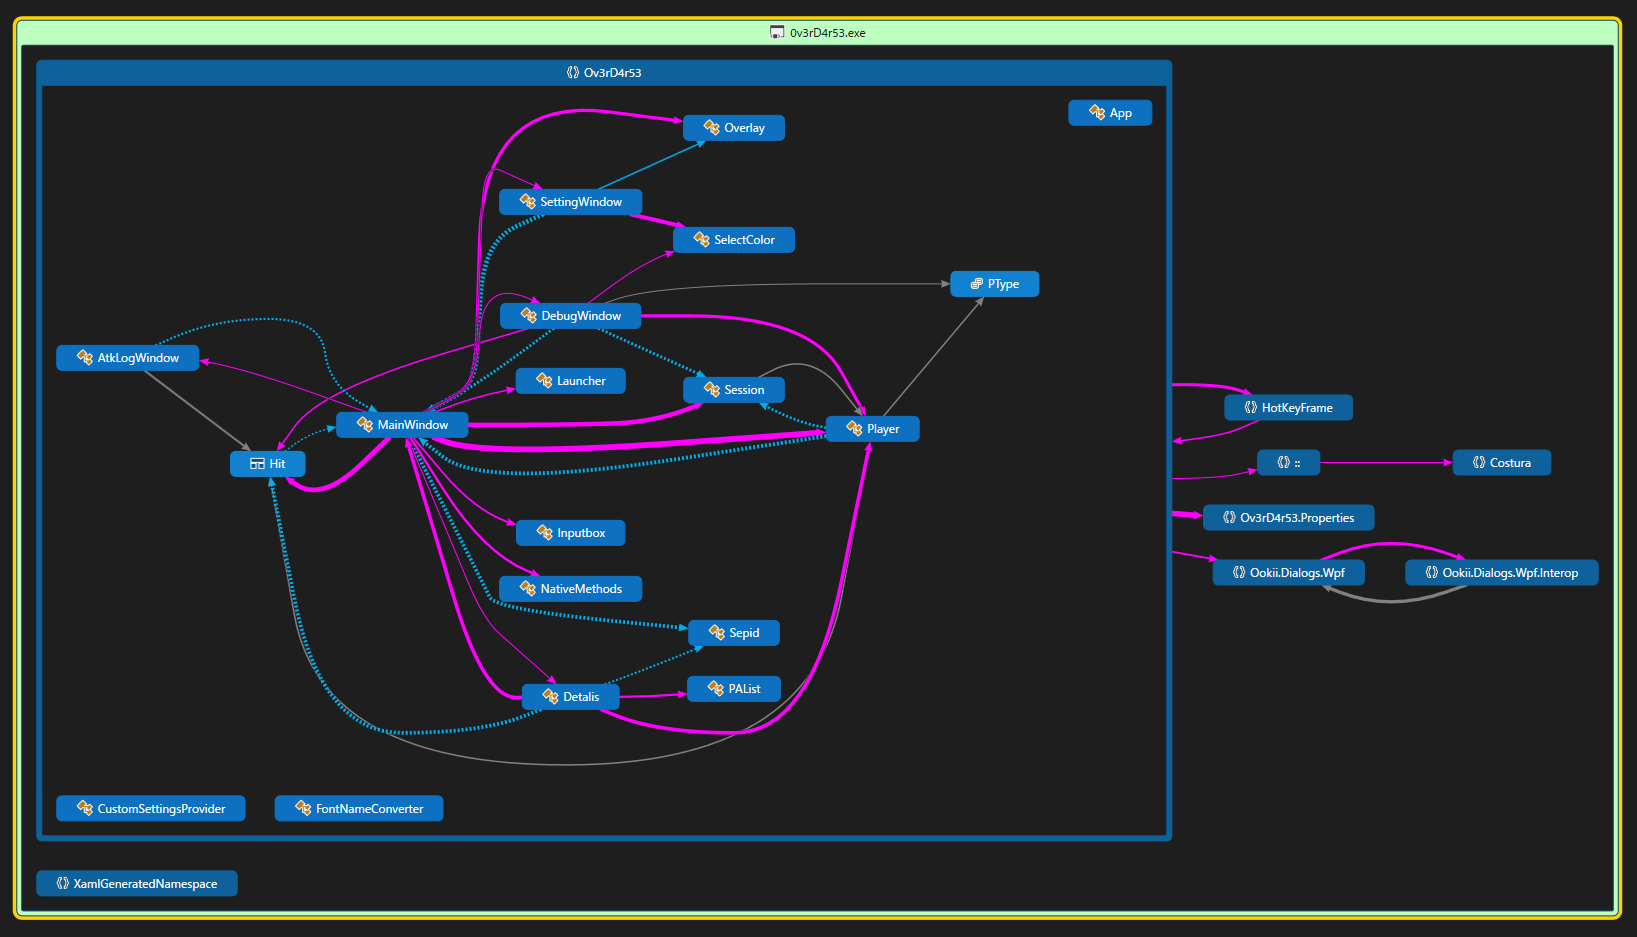 0v3rD4r53.exe
Ov3rD4r53
App
Overlay
SettingWindow
SelectColor
PType
DebugWindow
AtkLogWindow
Launcher
Session
HotKeyFrame
MainWindow
Player
Hit
::
Costura
Ov3rD4r53.Properties
Inputbox
Ookii.Dialogs.Wpf
Ookii.Dialogs.Wpf.Interop
NativeMethods
Sepid
PAList
Detalis
CustomSettingsProvider
FontNameConverter
XamlGeneratedNamespace